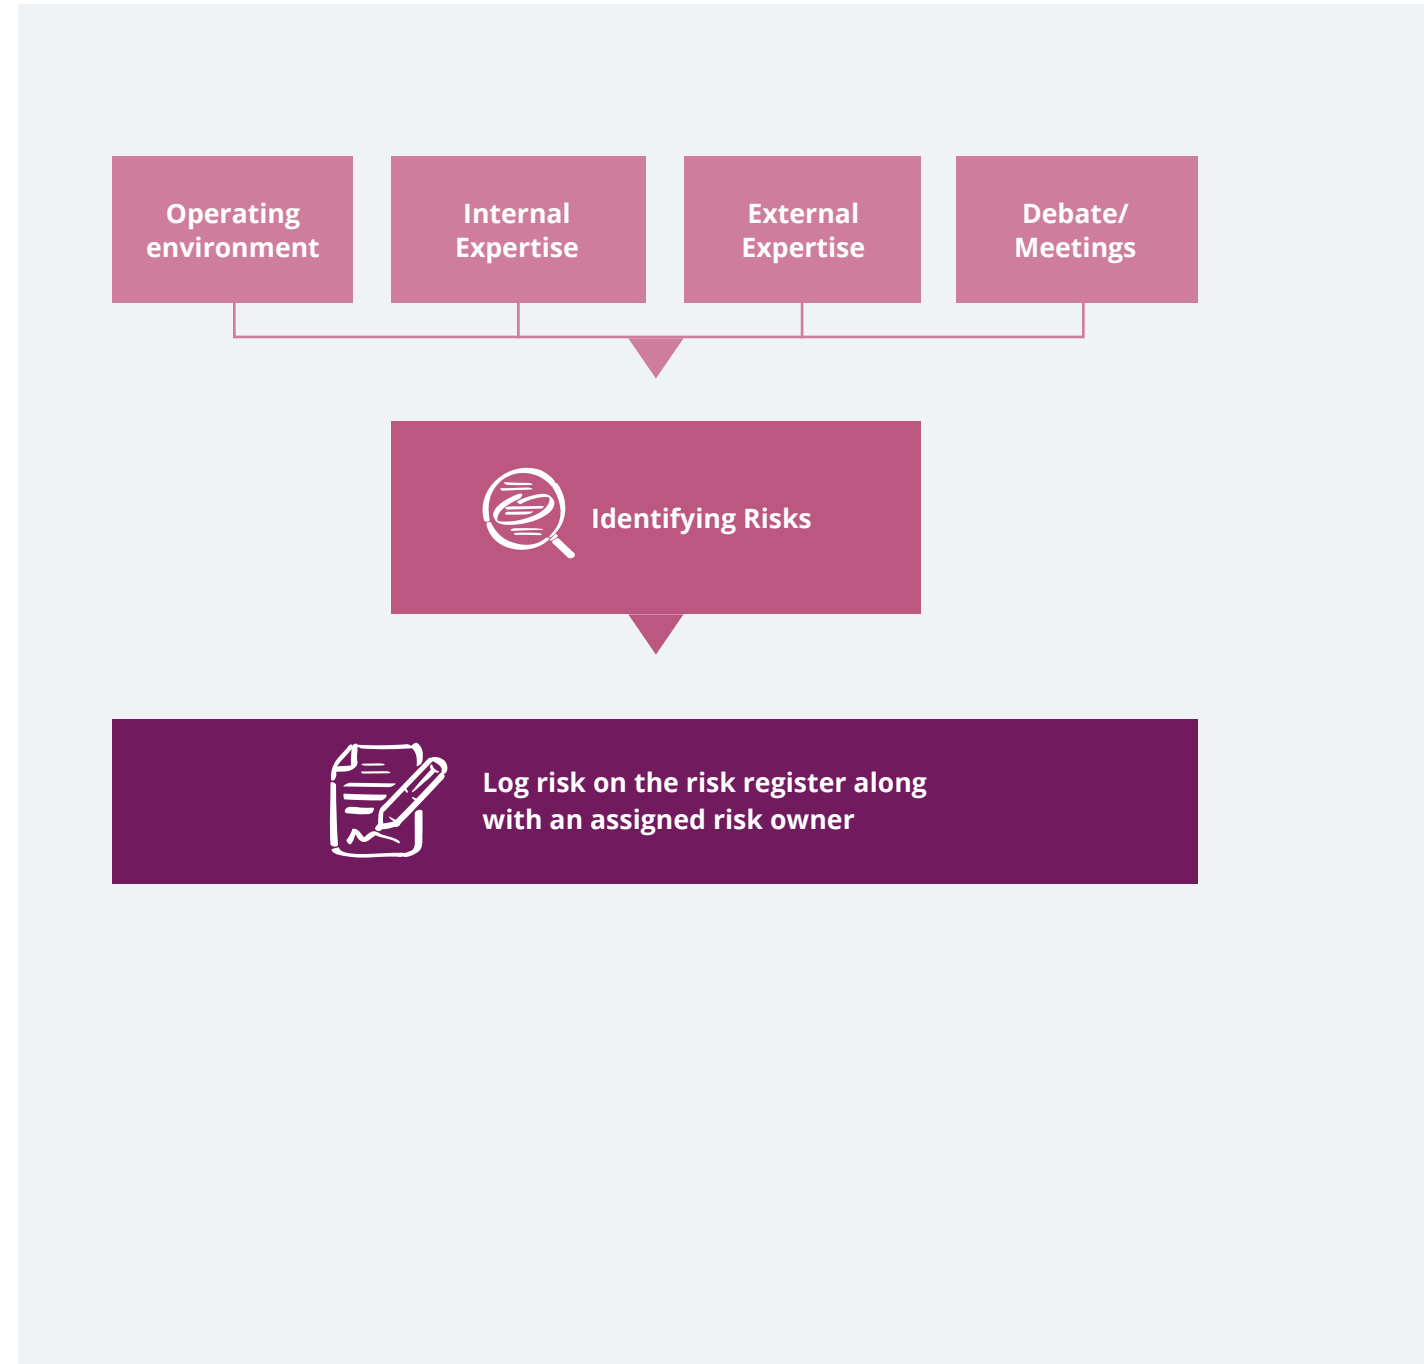 Operating
environment
Internal
Expertise
External
Expertise
Debate/
Meetings
Identifying Risks
Log risk on the risk register along
with an assigned risk owner